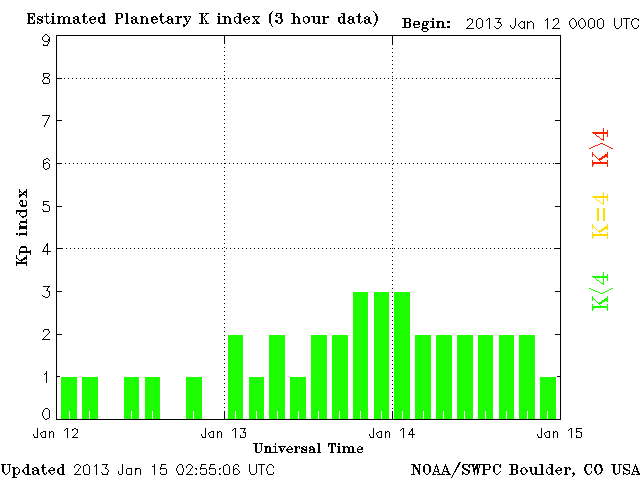 Estimated Planetary K index (3 hour data) Begin: 2013 Jan 12 0000 UTC
9
8
7
6
5
4
3
2
1
0
Kp index
K>4
K=4
K<4
Jan 12 Jan 13 Jan 14 Jan 15
Universal Time
Updated 2013 Jan 15 02:55:06 UTC NOAA/SWPC Boulder, CO USA